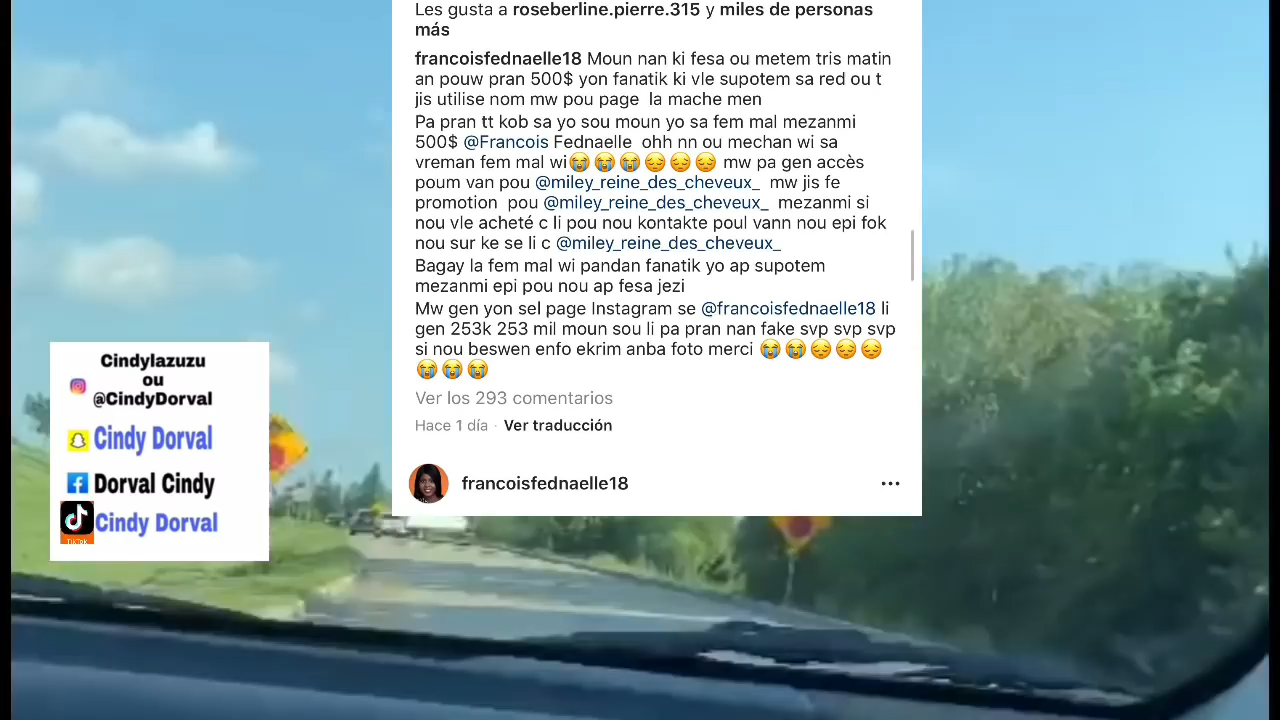 Les gusta a roseberline.pierre.315 y miles de personas
más
francoisfednaelle18 Moun nan ki fesa ou metem tris matin
an pouw pran 500$ yon fanatik ki vle supotem sa red ou t
jis utilise nom mw pou page la mache men
Pa pran tt kob sa yo sou moun yo sa fem mal mezanmi
500$ @Francois Fednaelle ohh nn ou mechan wi sa
vreman fem mal wi😭😭😭😔😔😔 mw pa gen accès
poum van pou @miley_reine_des_cheveux_ mw jis fe
promotion pou @miley_reine_des_cheveux_ mezanmi si
nou vle acheté c li pou nou kontakte poul vann nou epi fok
nou sur ke se li c @miley_reine_des_cheveux_
Bagay la fem mal wi pandan fanatik yo ap supotem
mezanmi epi pou nou ap fesa jezi
Mw gen yon sel page Instagram se @francoisfednaelle18 li
gen 253k 253 mil moun sou li pa pran nan fake svp svp svp
si nou beswen enfo ekrim anba foto merci 😭😭😔😔😔
😭😭😭
Ver los 293 comentarios
Hace 1 día · Ver traducción
francoisfednaelle18
Cindylazuzu
ou
@CindyDorval
Cindy Dorval
Dorval Cindy
Cindy Dorval
TikTok